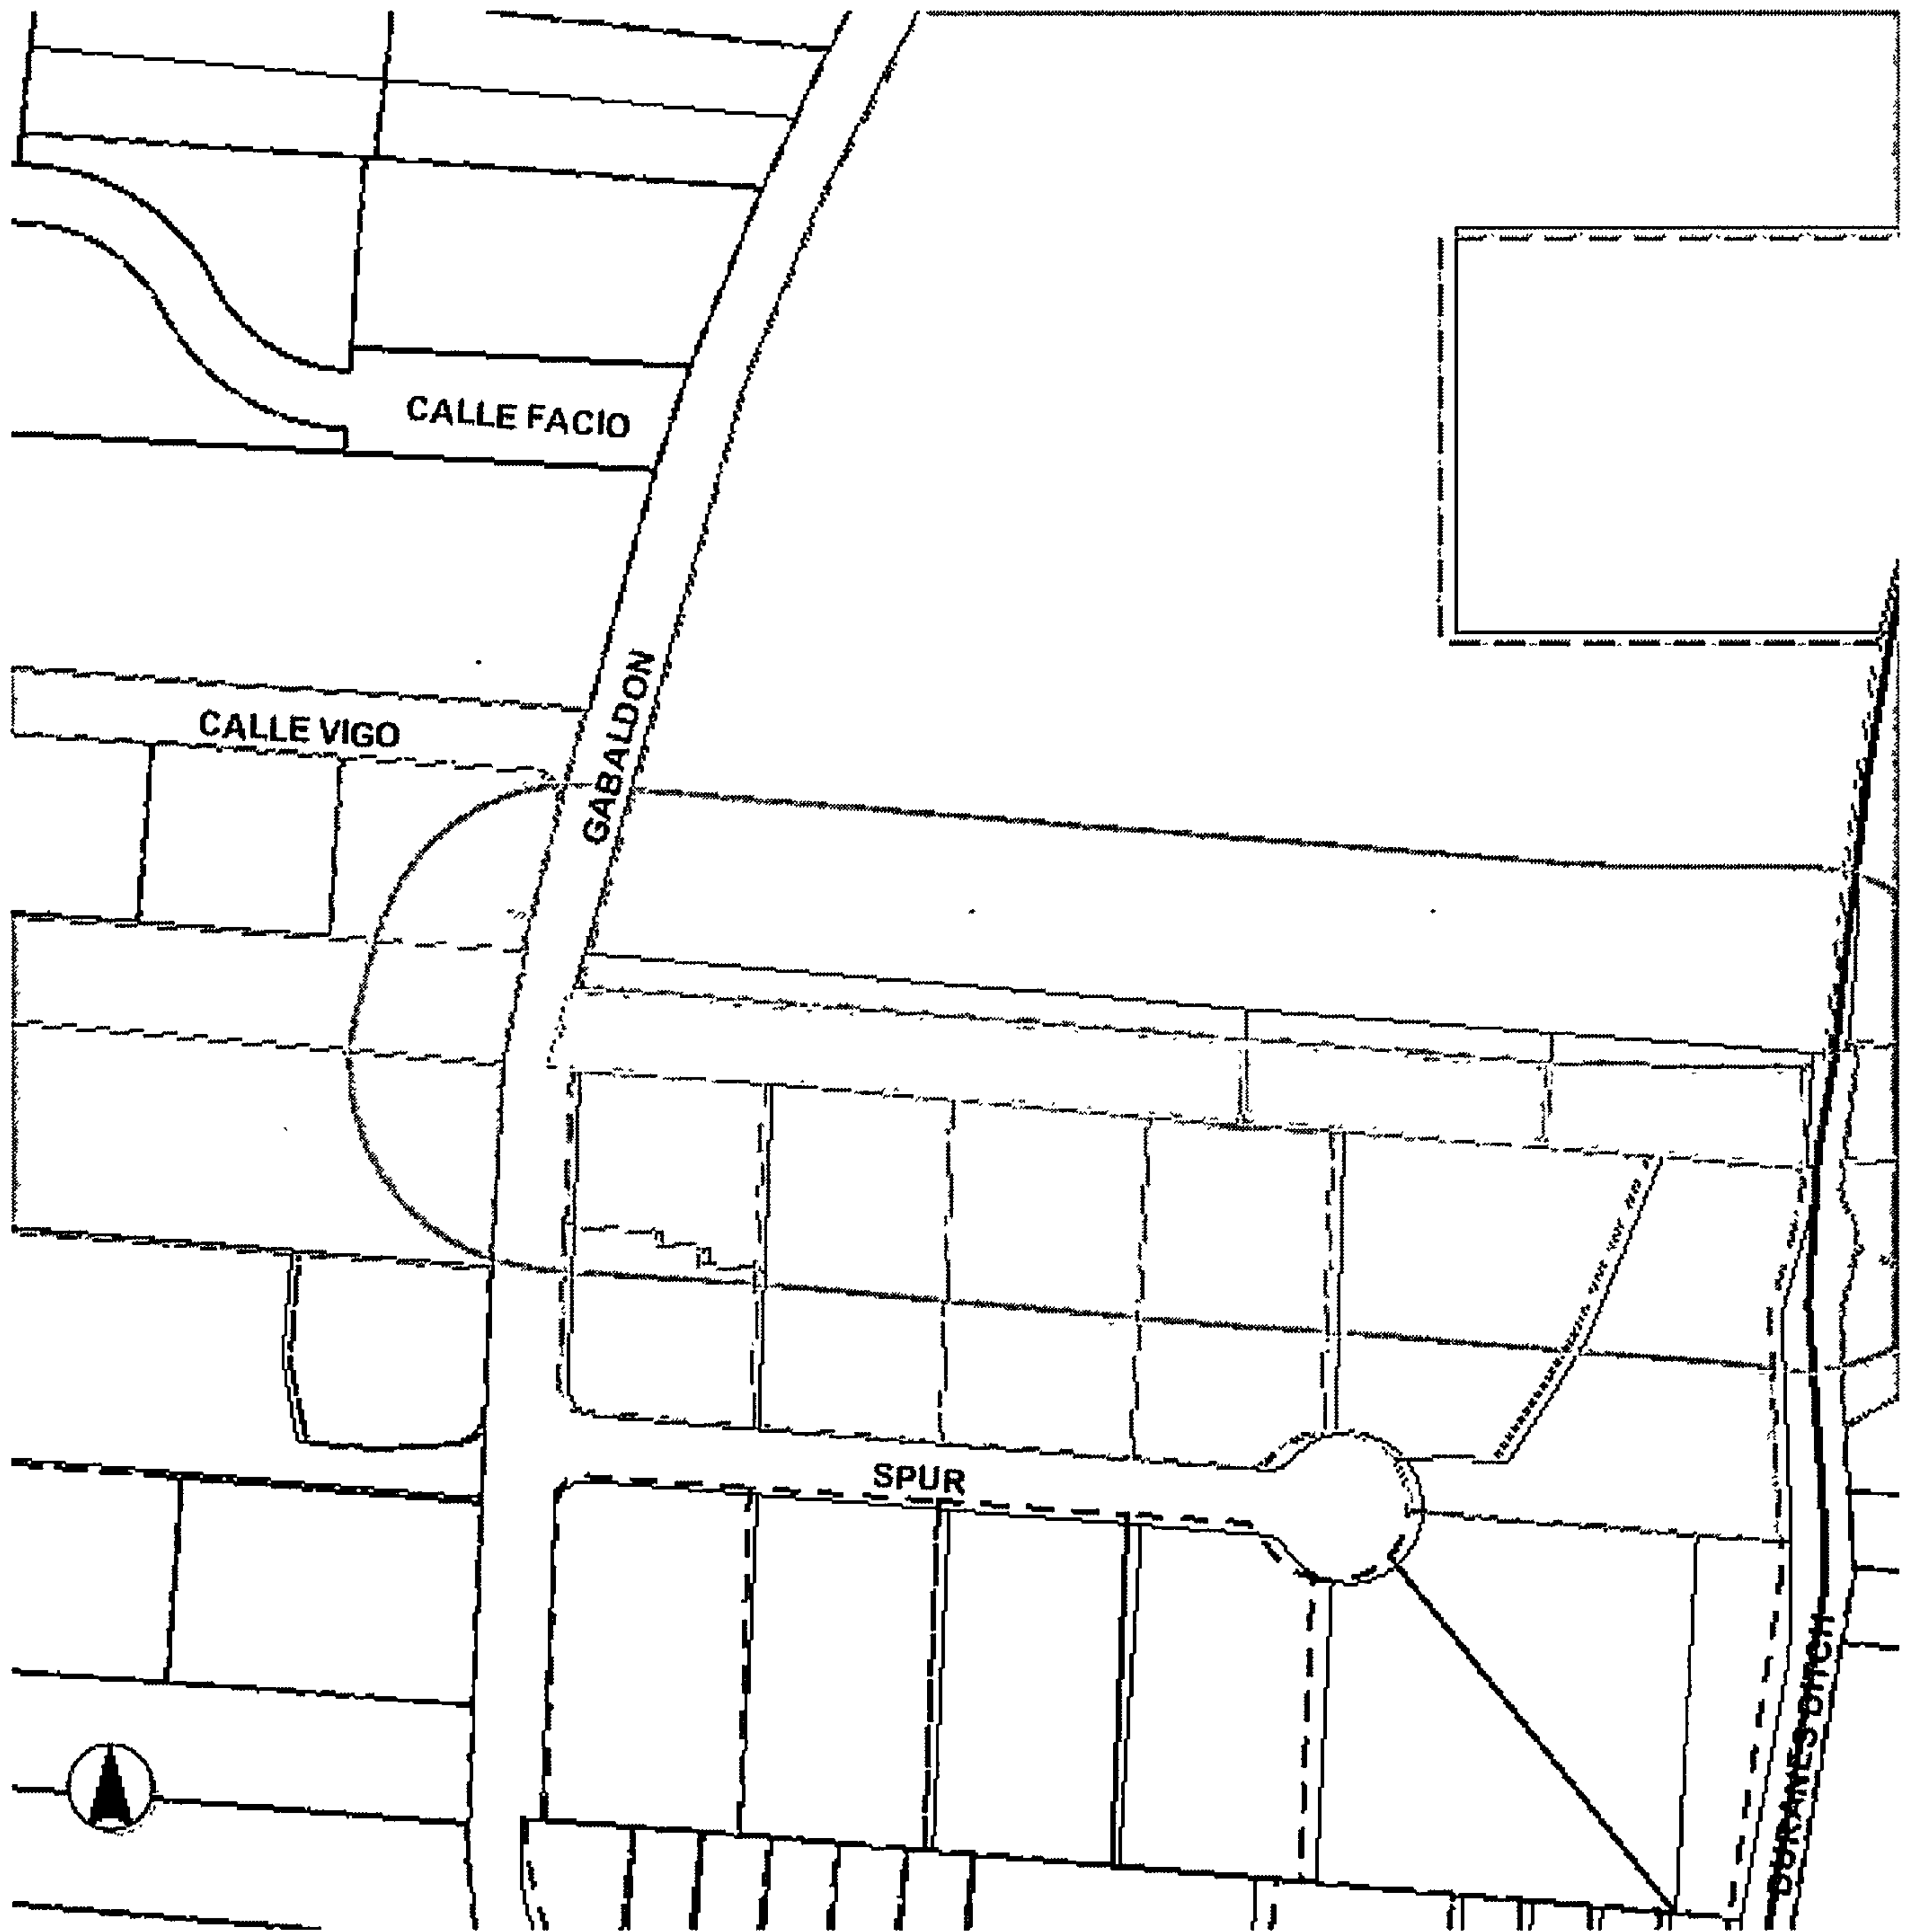 CALLE FACIO
CALLE VIGO
GABALDON
SPUR
DURANES DITCH